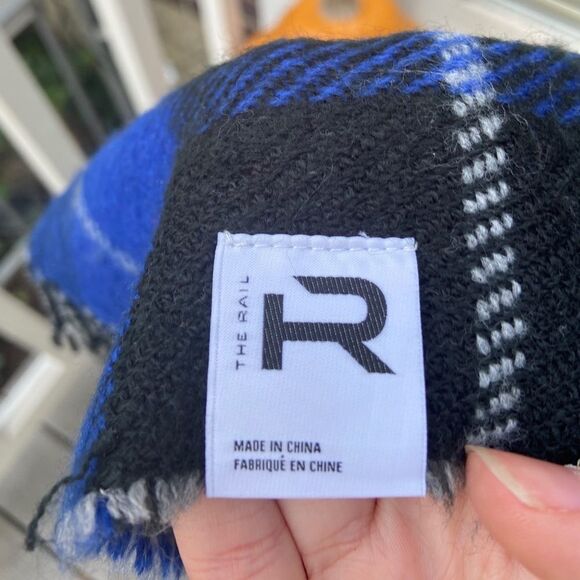 THE RAIL
R
MADE IN CHINA
FABRIQUÉ EN CHINE